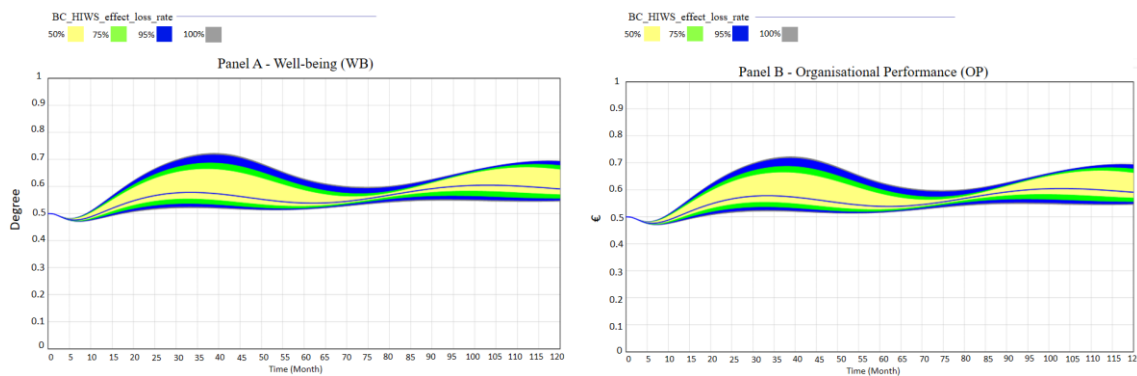 BC_HIWS_effect_loss_rate
50% 75% 95% 100%
Panel A - Well-being (WB)
1
0.9
0.8
0.7
0.6
0.5
0.4
0.3
0.2
0.1
0
Degree
0 5 10 15 20 25 30 35 40 45 50 55 60 65 70 75 80 85 90 95 100 105 110 115 120
Time (Month)
BC_HIWS_effect_loss_rate
50% 75% 95% 100%
Panel B - Organisational Performance (OP)
1
0.9
0.8
0.7
0.6
0.5
0.4
0.3
0.2
0.1
0
€
0 5 10 15 20 25 30 35 40 45 50 55 60 65 70 75 80 85 90 95 100 105 110 115 12
Time (Month)